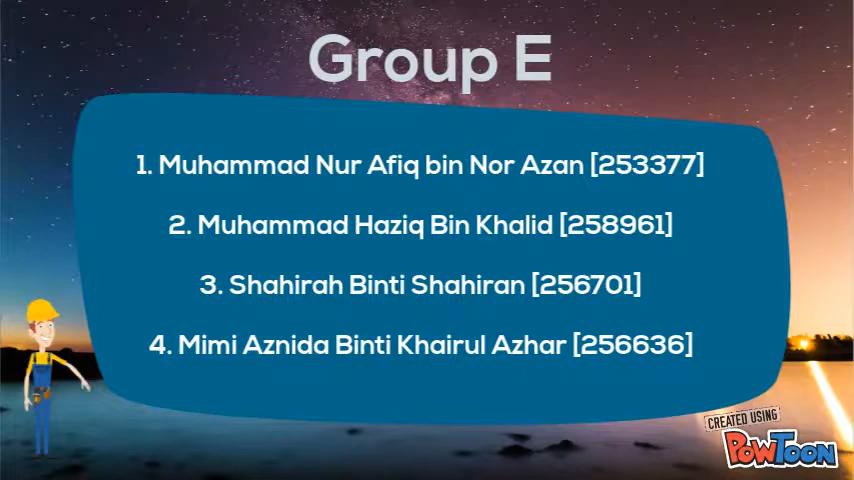 Group E
1. Muhammad Nur Afiq bin Nor Azan [253377]
2. Muhammad Haziq Bin Khalid [258961]
3. Shahirah Binti Shahiran [256701]
4. Mimi Aznida Binti Khairul Azhar [256636]
CREATED USING
POWTOON